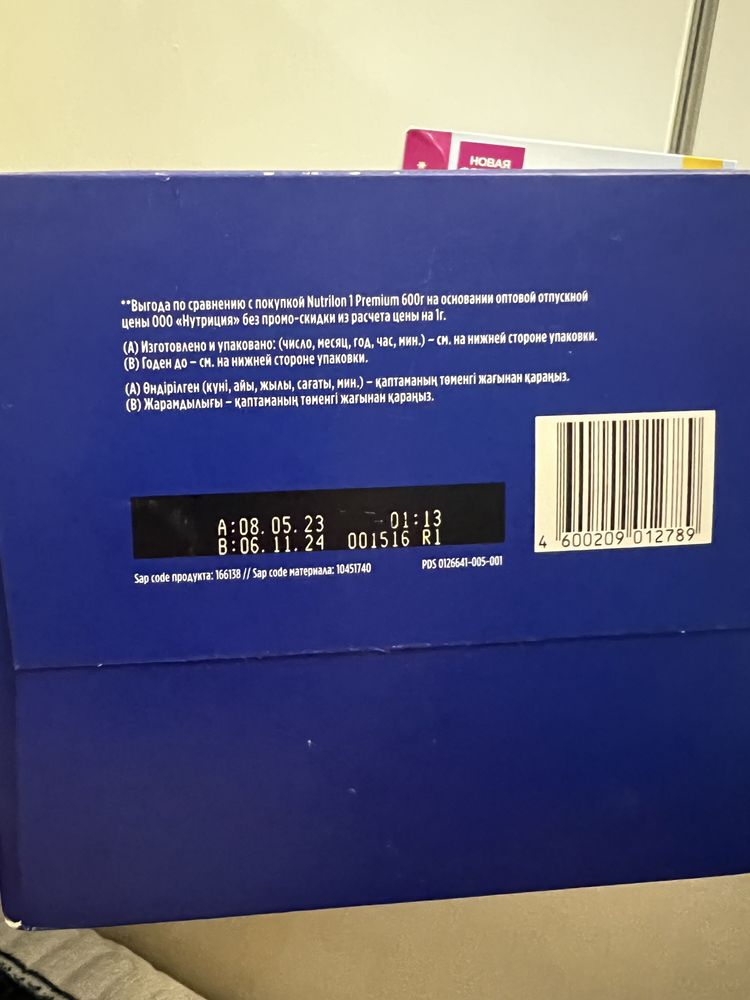 НОВАЯ
**Выгода по сравнению с покупкой Nutrilon 1 Premium 600г на основании оптовой отпускной
цены ООО «Нутриция» без промо-скидки из расчета цены на 1г.
(A) Изготовлено и упаковано: (число, месяц, год, час, мин.) – см. на нижней стороне упаковки.
(B) Годен до – см. на нижней стороне упаковки.
(A) Өндірілген (күні, айы, жылы, сағаты, мин.) – қаптаманың төменгі жағынан қараңыз.
(B) Жарамдылығы – қаптаманың төменгі жағынан қараңыз.
A:08.05.23 01:13
B:06.11.24 001516 R1
Sap code продукта: 166138 // Sap code материала: 10451740 PDS 0126641-005-001
4 600209 012789